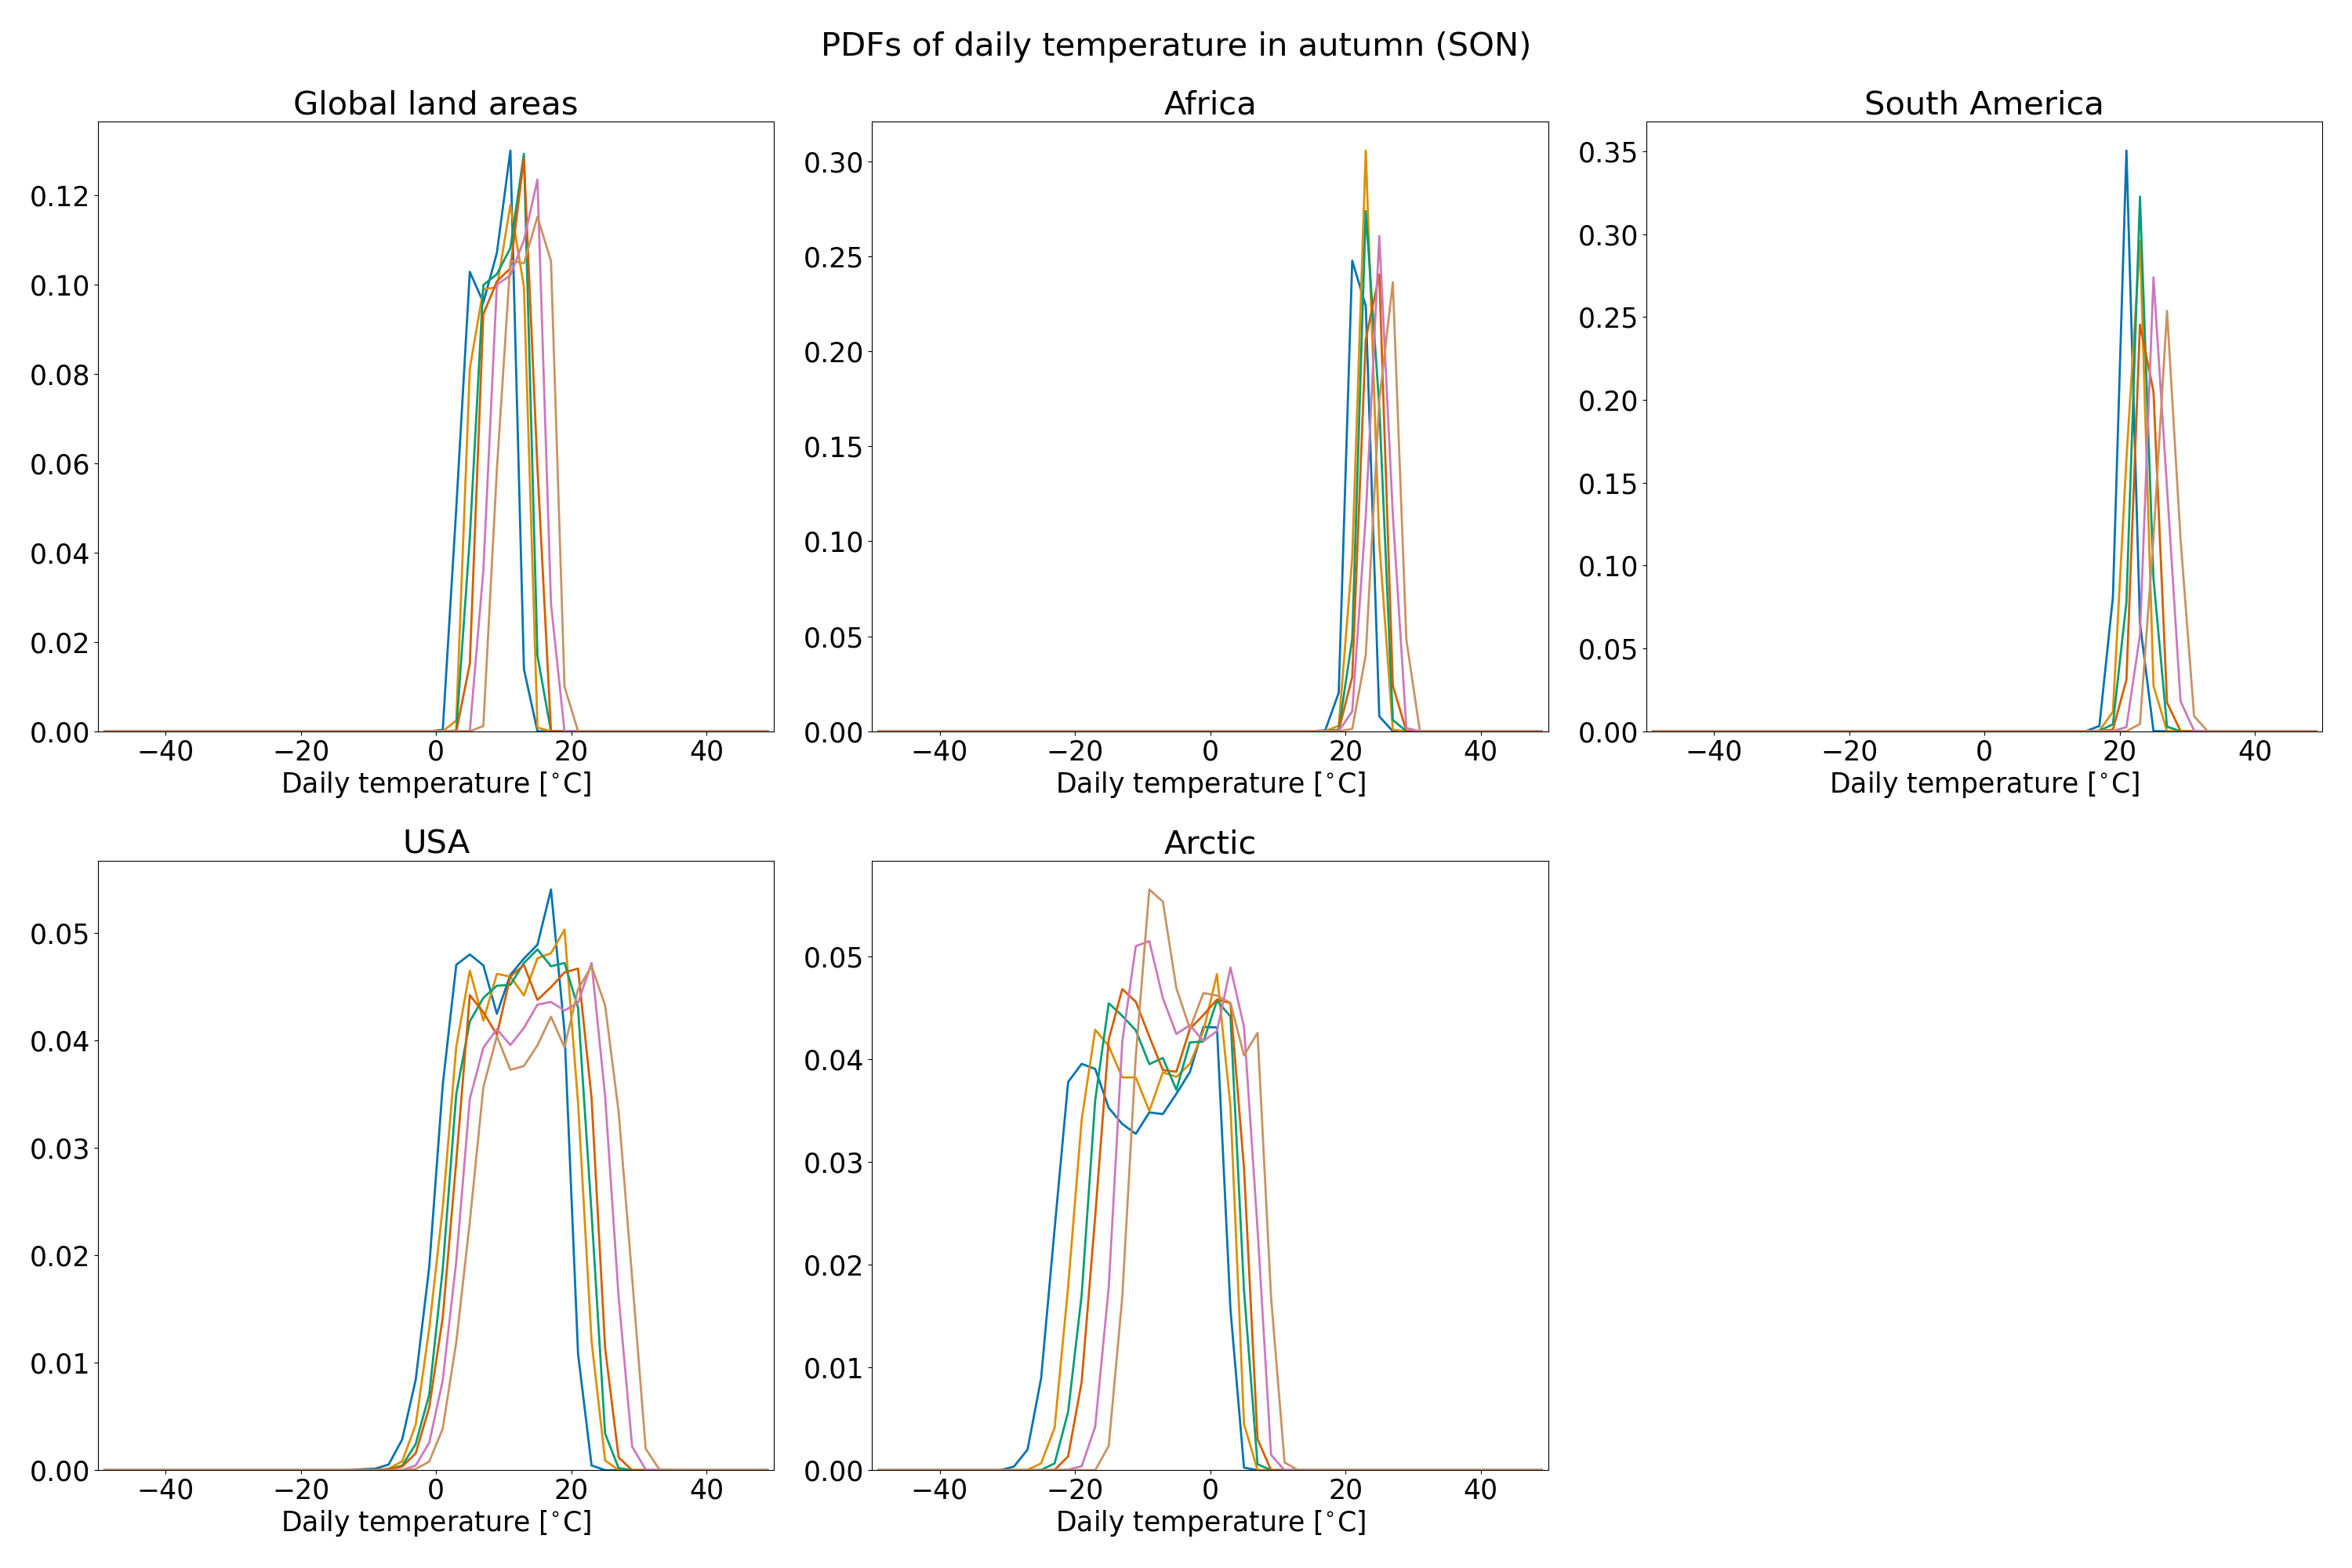 PDFs of daily temperature in autumn (SON)
Global land areas
0.12
0.10
0.08
0.06
0.04
0.02
0.00
−40 −20 0 20 40
Daily temperature [°C]
Africa
0.30
0.25
0.20
0.15
0.10
0.05
0.00
−40 −20 0 20 40
Daily temperature [°C]
South America
0.35
0.30
0.25
0.20
0.15
0.10
0.05
0.00
−40 −20 0 20 40
Daily temperature [°C]
USA
0.05
0.04
0.03
0.02
0.01
0.00
−40 −20 0 20 40
Daily temperature [°C]
Arctic
0.05
0.04
0.03
0.02
0.01
0.00
−40 −20 0 20 40
Daily temperature [°C]